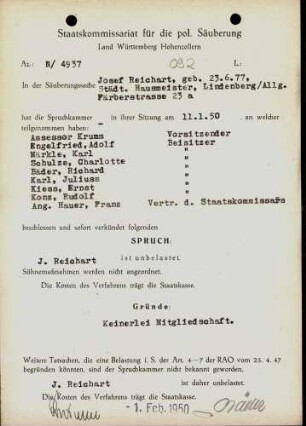 Staatskommissariat für die pol. Säuberung
Land Württemberg Hohenzollern
Az.: B/ 4937 092 L:
In der Säuberungssache Josef Reichart, geb. 23.6.77,
Städt. Hausmeister, Lindenberg/Allg.
Färberstrasse 23 a
hat die Spruchkammer in ihrer Sitzung am 11.1.50 , an welcher
teilgenommen haben:
Assessor Krumm Vorsitzender
Engelfried, Adolf Beisitzer
Märkle, Karl "
Schulze, Charlotte "
Bader, Richard "
Karl, Julius "
Kiess, Ernst "
Konz, Rudolf "
Ang. Hauer, Franz Vertr. d. Staatskommissars
beschlossen und sofort verkündet folgenden
SPRUCH:
J. Reichart ist unbelastet.
Sühnemaßnahmen werden nicht angeordnet.
Die Kosten des Verfahrens trägt die Staatskasse.
Gründe:
Keinerlei Mitgliedschaft.
Weitere Tatsachen, die eine Belastung i. S. der Art. 4-7 der RAO vom 25. 4. 47
begründen könnten, sind der Spruchkammer nicht bekannt geworden.
J. Reichart ist daher unbelastet.
Die Kosten des Verfahrens trägt die Staatskasse.
-1. Feb. 1950